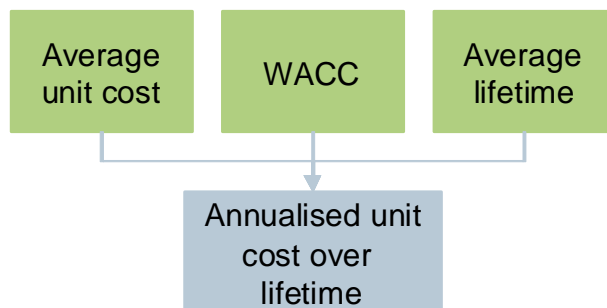 Average
unit cost
WACC
Average
lifetime
Annualised unit
cost over
lifetime